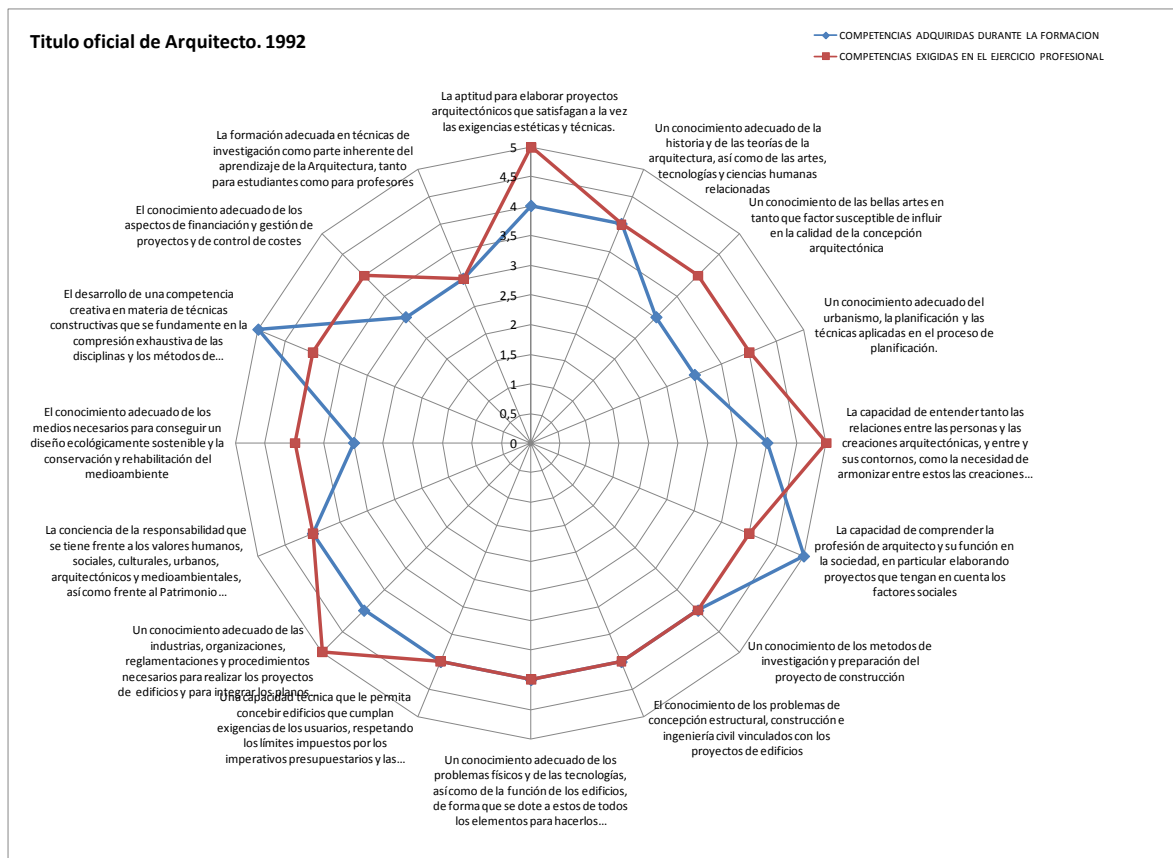 Titulo oficial de Arquitecto. 1992
COMPETENCIAS ADQUIRIDAS DURANTE LA FORMACION
COMPETENCIAS EXIGIDAS EN EL EJERCICIO PROFESIONAL
La aptitud para elaborar proyectos
arquitectónicos que satisfagan a la vez
las exigencias estéticas y técnicas.
Un conocimiento adecuado de la
historia y de las teorías de la
arquitectura, así como de las artes,
tecnologías y ciencias humanas
relacionadas
Un conocimiento de las bellas artes en
tanto que factor susceptible de influir
en la calidad de la concepción
arquitectónica
Un conocimiento adecuado del
urbanismo, la planificación y las
técnicas aplicadas en el proceso de
planificación.
La capacidad de entender tanto las
relaciones entre las personas y las
creaciones arquitectónicas, y entre y
sus contornos, como la necesidad de
armonizar entre estos las creaciones...
La capacidad de comprender la
profesión de arquitecto y su función en
la sociedad, en particular elaborando
proyectos que tengan en cuenta los
factores sociales
Un conocimiento de los metodos de
investigación y preparación del
proyecto de construcción
El conocimiento de los problemas de
concepción estructural, construcción e
ingeniería civil vinculados con los
proyectos de edificios
Un conocimiento adecuado de los
problemas físicos y de las tecnologías,
así como de la función de los edificios,
de forma que se dote a estos de todos
los elementos para hacerlos...
Una capacidad técnica que le permita
concebir edificios que cumplan
exigencias de los usuarios, respetando
los límites impuestos por los
imperativos presupuestarios y las...
Un conocimiento adecuado de las
industrias, organizaciones,
reglamentaciones y procedimientos
necesarios para realizar los proyectos
de edificios y para integrar los planos...
La conciencia de la responsabilidad que
se tiene frente a los valores humanos,
sociales, culturales, urbanos,
arquitectónicos y medioambientales,
así como frente al Patrimonio...
El conocimiento adecuado de los
medios necesarios para conseguir un
diseño ecológicamente sostenible y la
conservación y rehabilitación del
medioambiente
El desarrollo de una competencia
creativa en materia de técnicas
constructivas que se fundamente en la
compresión exhaustiva de las
disciplinas y los métodos de...
El conocimiento adecuado de los
aspectos de financiación y gestión de
proyectos y de control de costes
La formación adecuada en técnicas de
investigación como parte inherente del
aprendizaje de la Arquitectura, tanto
para estudiantes como para profesores
5
4,5
4
3,5
3
2,5
2
1,5
1
0,5
0